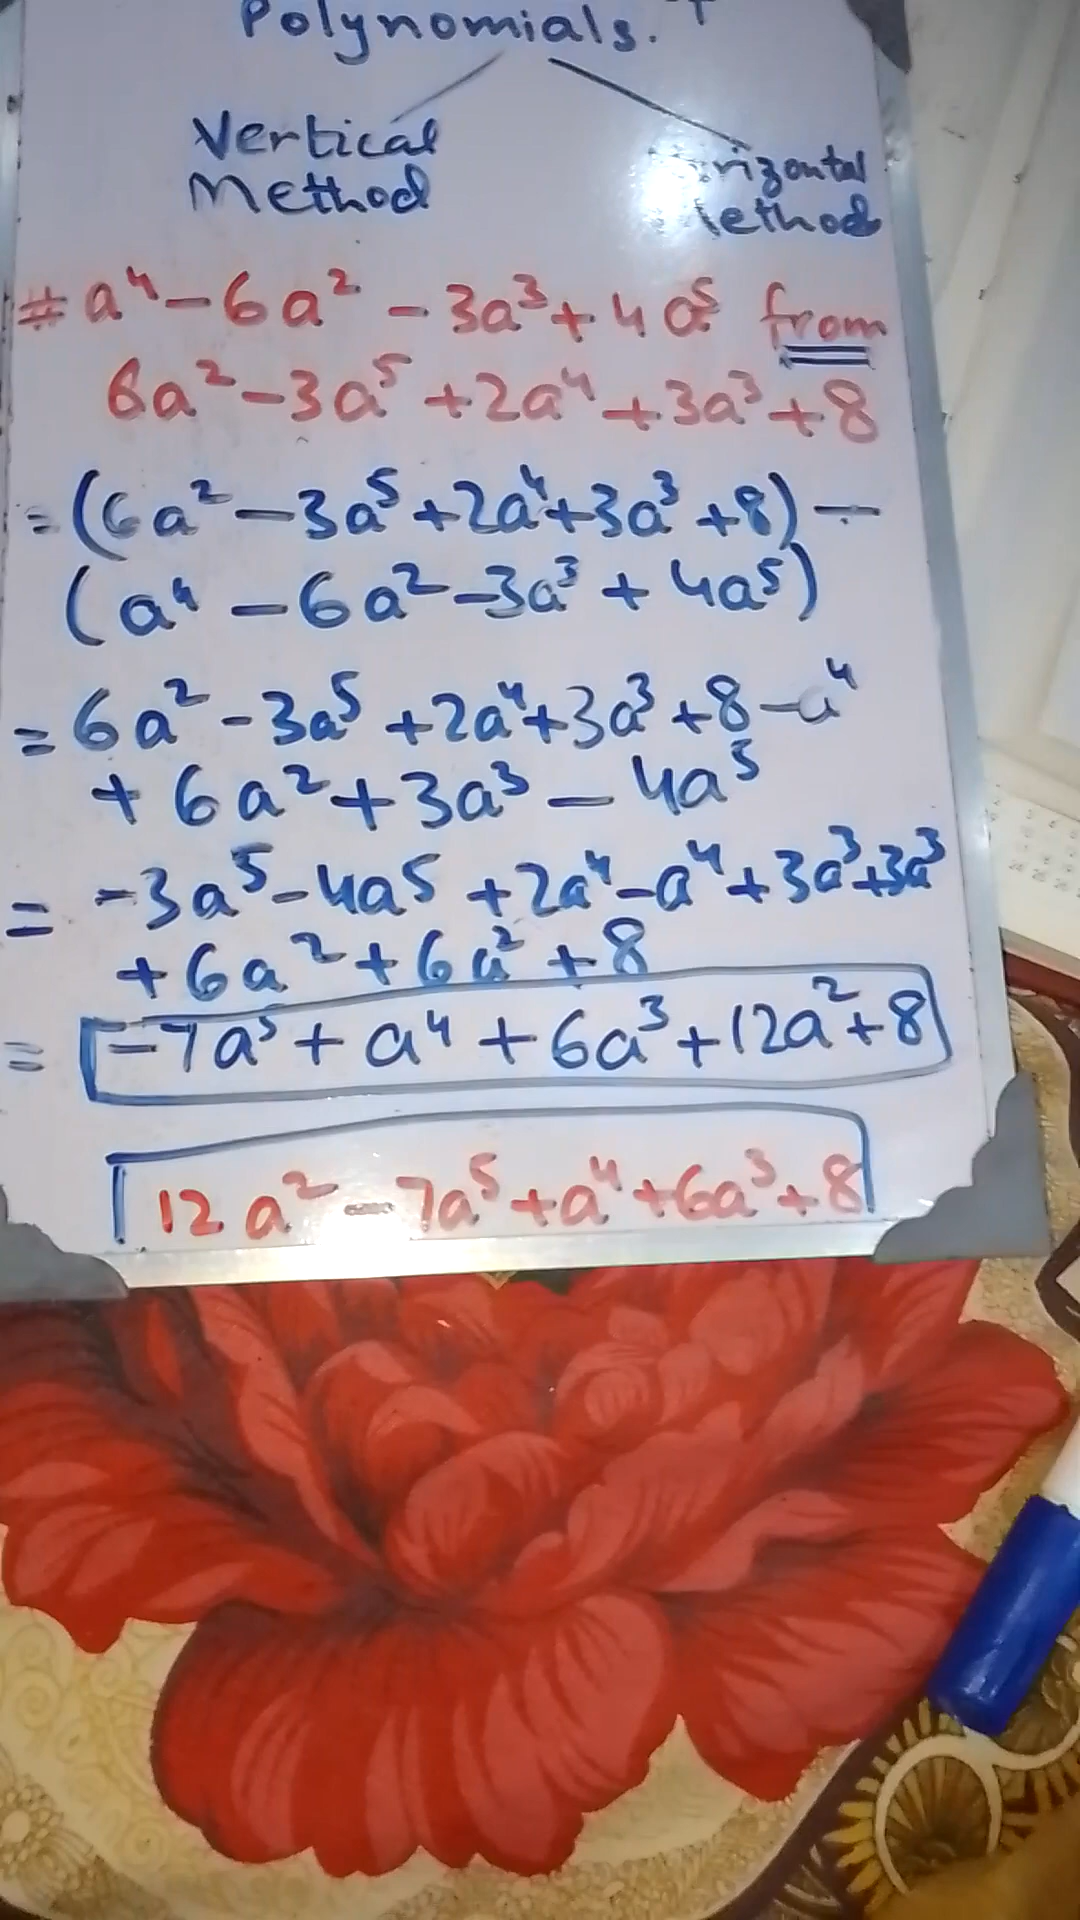 Polynomials.
Vertical
Method
# a⁴ – 6a² – 3a³ + 4a⁵ from
6a² – 3a⁵ + 2a⁴ + 3a³ + 8
= (6a² – 3a⁵ + 2a⁴ + 3a³ + 8) –
(a⁴ – 6a² – 3a³ + 4a⁵)
= 6a² – 3a⁵ + 2a⁴ + 3a³ + 8 – a⁴
+ 6a² + 3a³ – 4a⁵
= -3a⁵ – 4a⁵ + 2a⁴ – a⁴ + 3a³ + 3a³
+ 6a² + 6a² + 8
= -7a⁵ + a⁴ + 6a³ + 12a² + 8
12a² – 7a⁵ + a⁴ + 6a³ + 8